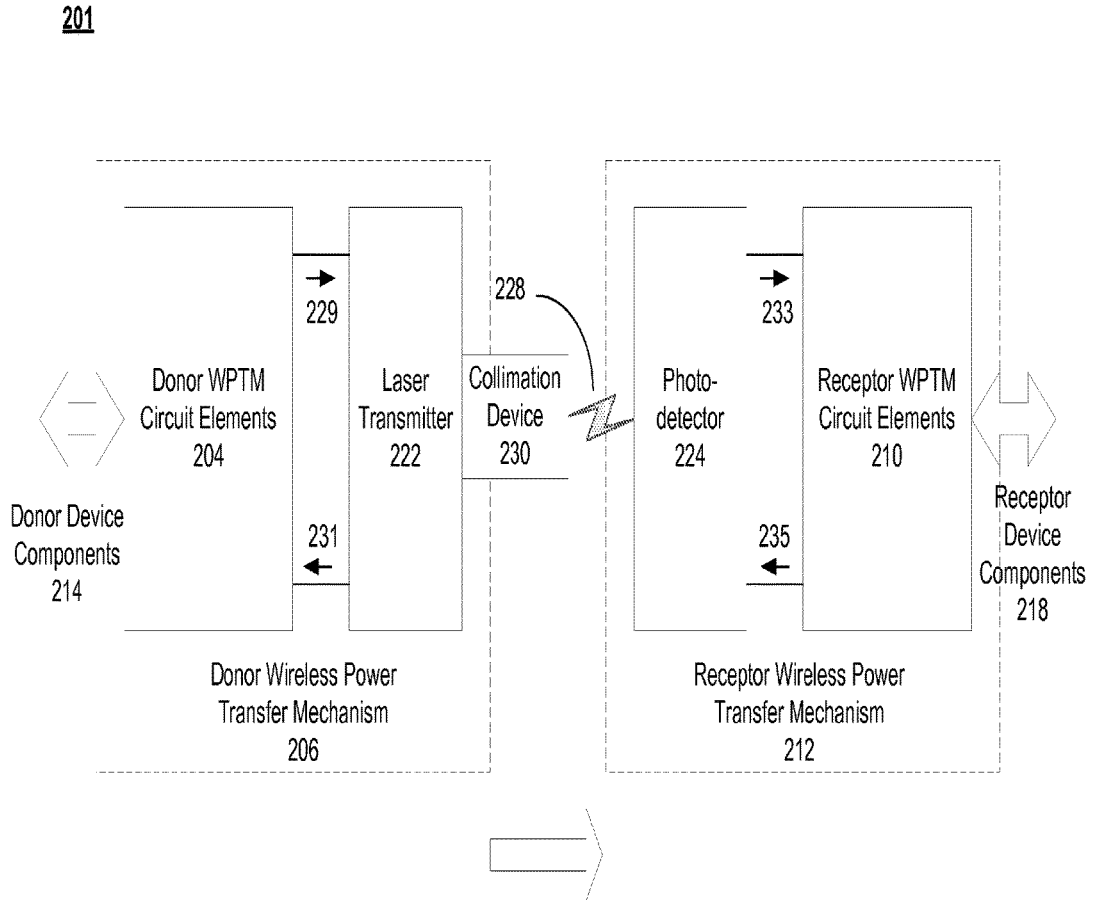 201
228
229
233
Donor WPTM
Circuit Elements
204
Laser
Transmitter
222
Collimation
Device
230
Photo-
detector
224
Receptor WPTM
Circuit Elements
210
Donor Device
Components
214
231
235
Receptor
Device
Components
218
Donor Wireless Power
Transfer Mechanism
206
Receptor Wireless Power
Transfer Mechanism
212